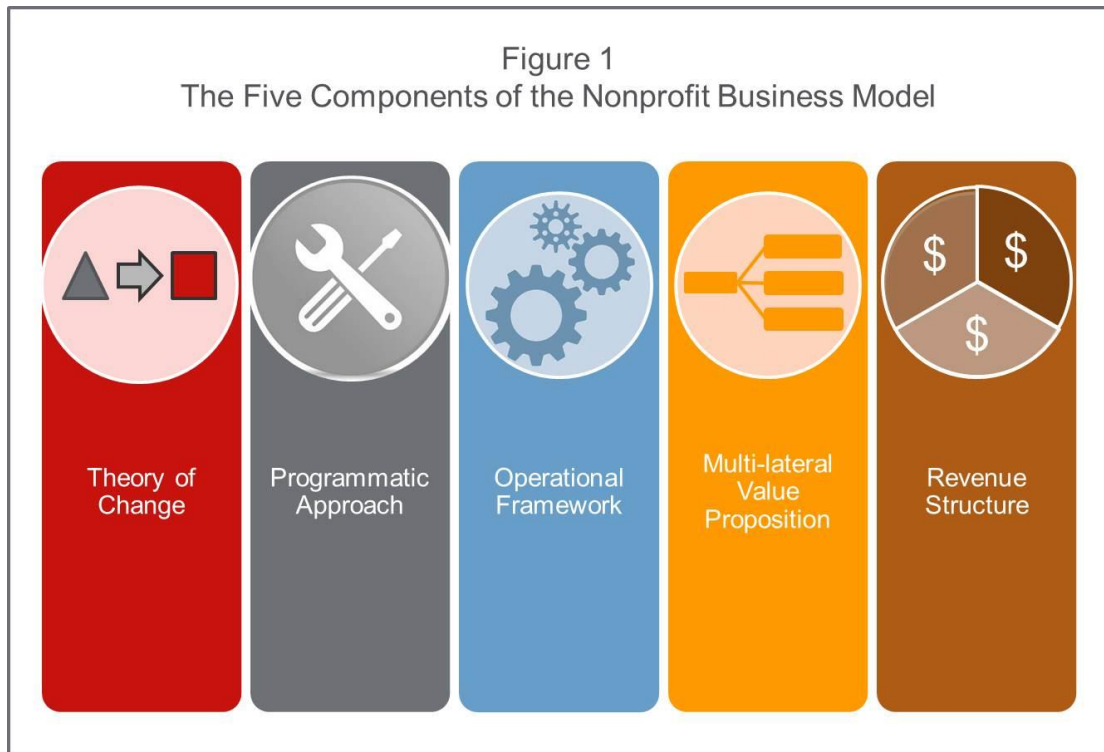 Figure 1
The Five Components of the Nonprofit Business Model
$
$
$
Theory of
Change
Programmatic
Approach
Operational
Framework
Multi-lateral
Value
Proposition
Revenue
Structure